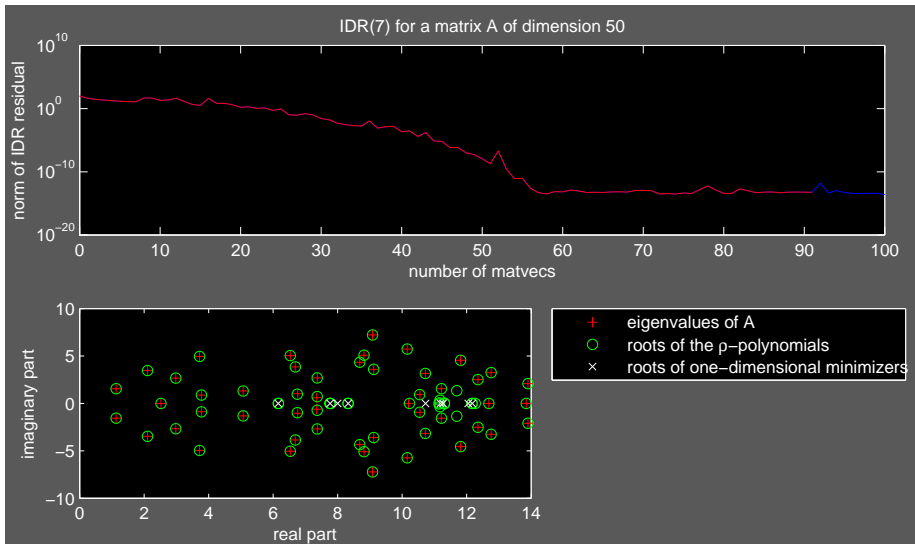 IDR(7) for a matrix A of dimension 50
norm of IDR residual
10^10
10^0
10^-10
10^-20
0 10 20 30 40 50 60 70 80 90 100
number of matvecs
imaginary part
10
5
0
-5
-10
0 2 4 6 8 10 12 14
real part
eigenvalues of A
roots of the ρ-polynomials
roots of one-dimensional minimizers